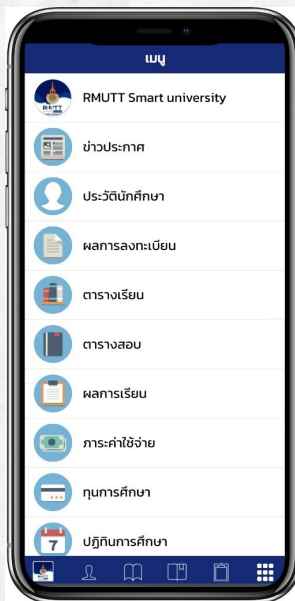 เมนู
RMUTT Smart university
ข่าวประกาศ
ประวัตินักศึกษา
ผลการลงทะเบียน
ตารางเรียน
ตารางสอบ
ผลการเรียน
ภาระค่าใช้จ่าย
ทุนการศึกษา
7
ปฏิทินการศึกษา